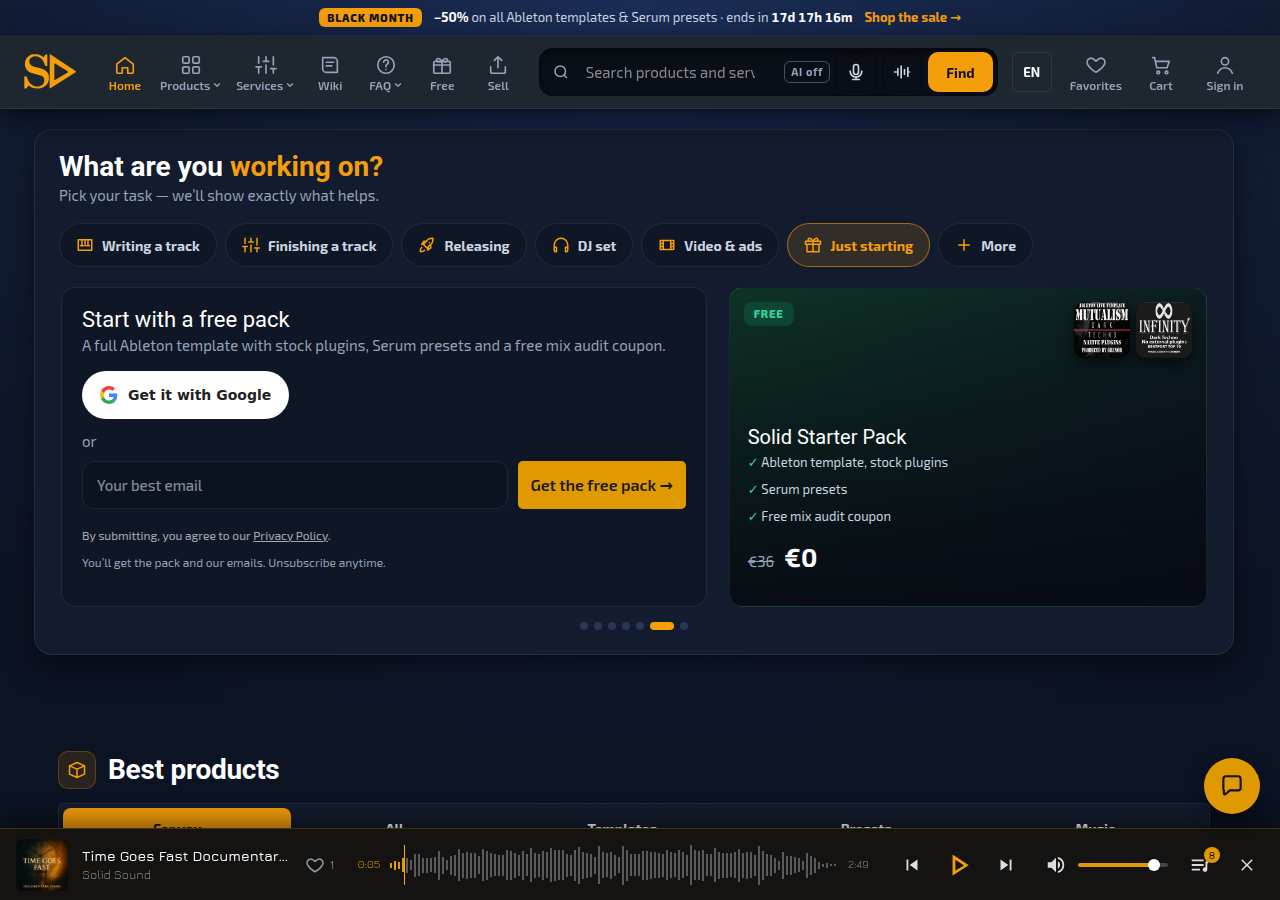 BLACK MONTH –50% on all Ableton templates & Serum presets · ends in 17d 17h 16m Shop the sale →
Home Products Services Wiki FAQ Free Sell Search products and serv AI off Find EN Favorites Cart Sign in
What are you working on?
Pick your task — we'll show exactly what helps.
Writing a track Finishing a track Releasing DJ set Video & ads Just starting More
Start with a free pack
A full Ableton template with stock plugins, Serum presets and a free mix audit coupon.
Get it with Google
or
Your best email
Get the free pack →
By submitting, you agree to our Privacy Policy.
You'll get the pack and our emails. Unsubscribe anytime.
FREE
MUTUALISM
DARK
TECHNO
NATIVE PLUGINS
INFINITY
Solid Starter Pack
✓ Ableton template, stock plugins
✓ Serum presets
✓ Free mix audit coupon
€36 €0
Best products
All Templates Presets Music
TIME GOES
FAST
Time Goes Fast Documentar...
Solid Sound
1
0:05
2:49
8